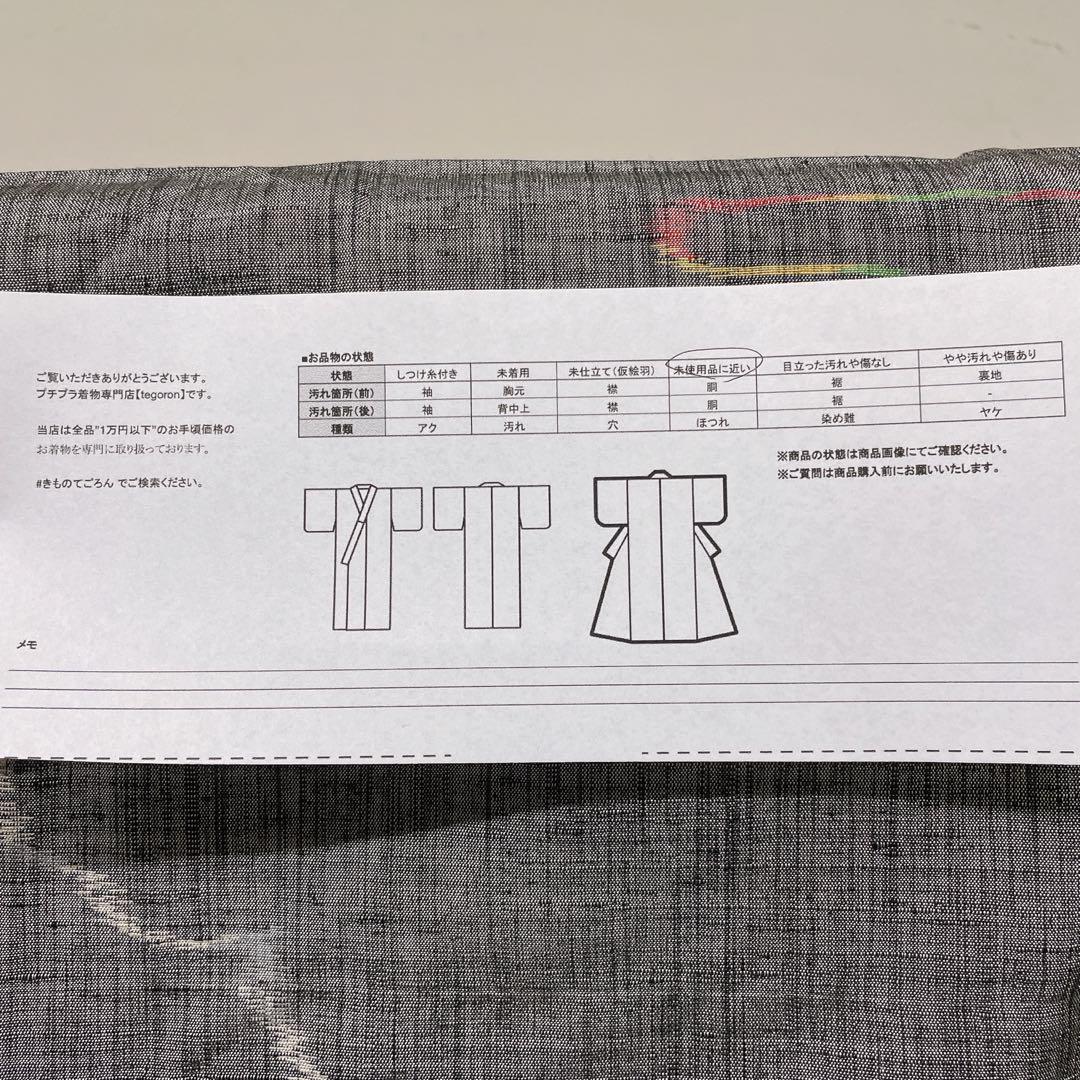 ご覧いただきありがとうございます。
プチプラ着物専門店【tegoron】です。
当店は全品"1万円以下"のお手頃価格の
お着物を専門に取り扱っております。
#きものてごろん でご検索ください。
■お品物の状態
状態 しつけ糸付き 未着用 未仕立て(仮絵羽) 未使用品に近い 目立った汚れや傷なし やや汚れや傷あり
汚れ箇所(前) 袖 胸元 襟 胴 裾 裏地
汚れ箇所(後) 袖 背中上 襟 胴 裾 -
種類 アク 汚れ 穴 ほつれ 染め難 ヤケ
※商品の状態は商品画像にてご確認ください。
※ご質問は商品購入前にお願いいたします。
メモ